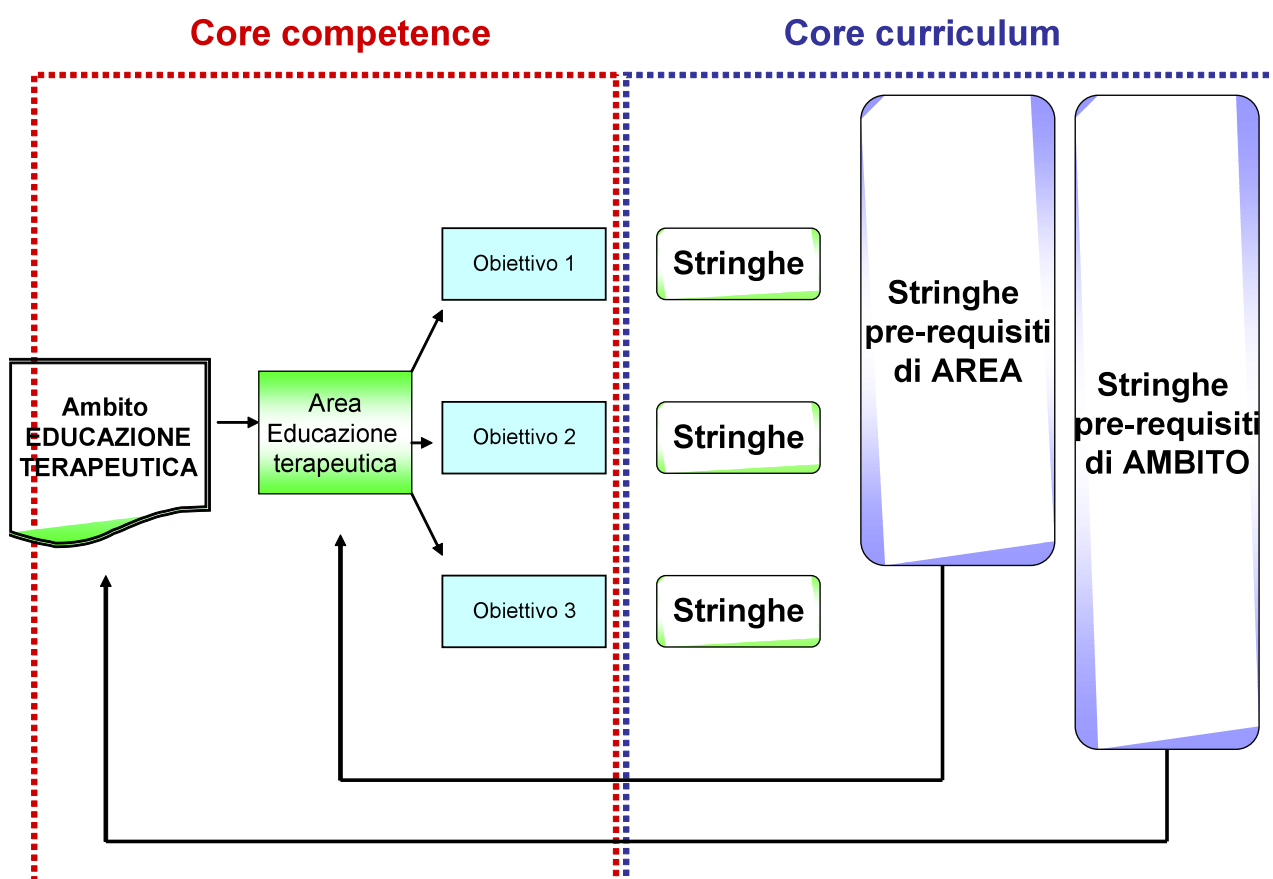 Core competence
Core curriculum
Ambito
EDUCAZIONE
TERAPEUTICA
Area
Educazione
terapeutica
Obiettivo 1
Obiettivo 2
Obiettivo 3
Stringhe
Stringhe
Stringhe
Stringhe
pre-requisiti
di AREA
Stringhe
pre-requisiti
di AMBITO